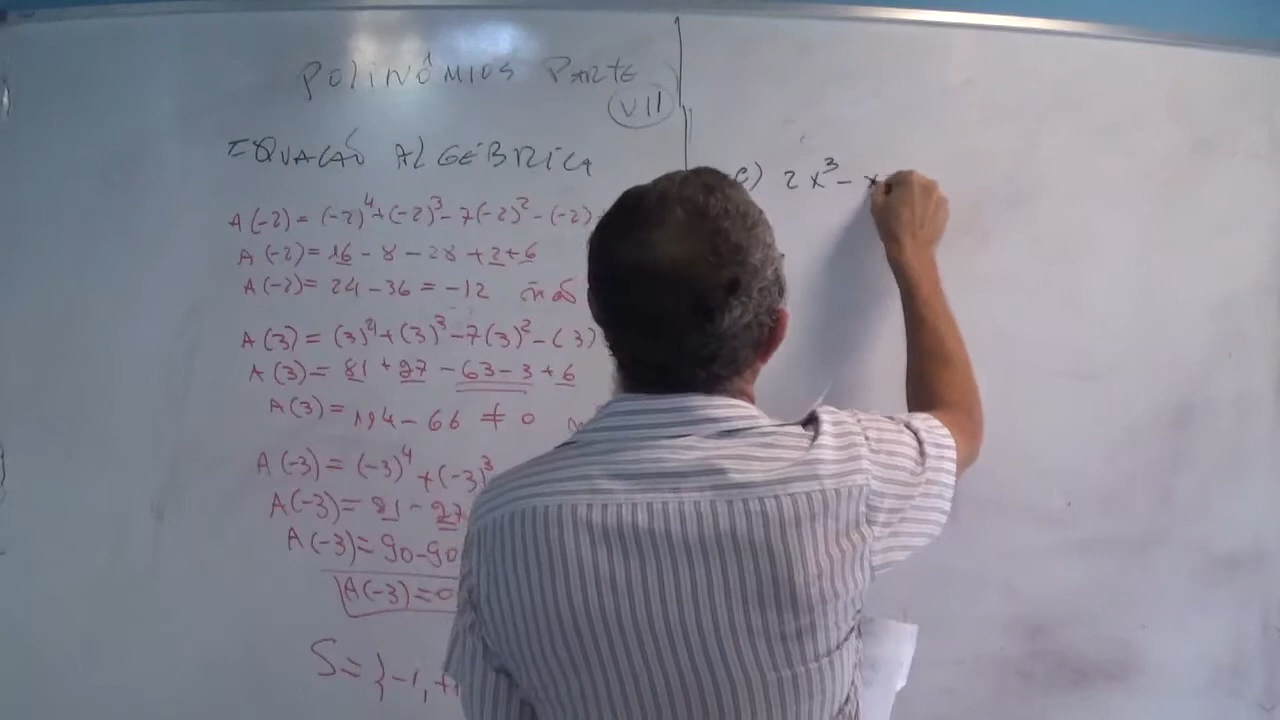 POLINÔMIOS PARTE
VII
EQUAÇÃO ALGÉBRICA
A(-2) = (-2)⁴+(-2)³-7(-2)²-(-2)
A(-2)= 16 - 8 - 28 + 2 + 6
A(-2)= 24 - 36 = -12 não
A(3) = (3)⁴+(3)³-7(3)²-(3)
A(3)= 81 + 27 - 63 - 3 + 6
A(3)= 114 - 66 ≠ 0
A(-3) = (-3)⁴ + (-3)³
A(-3)= 81 - 27
A(-3)= 90-90
A(-3)=0
S= {-1, +1
c) 2x³ - x